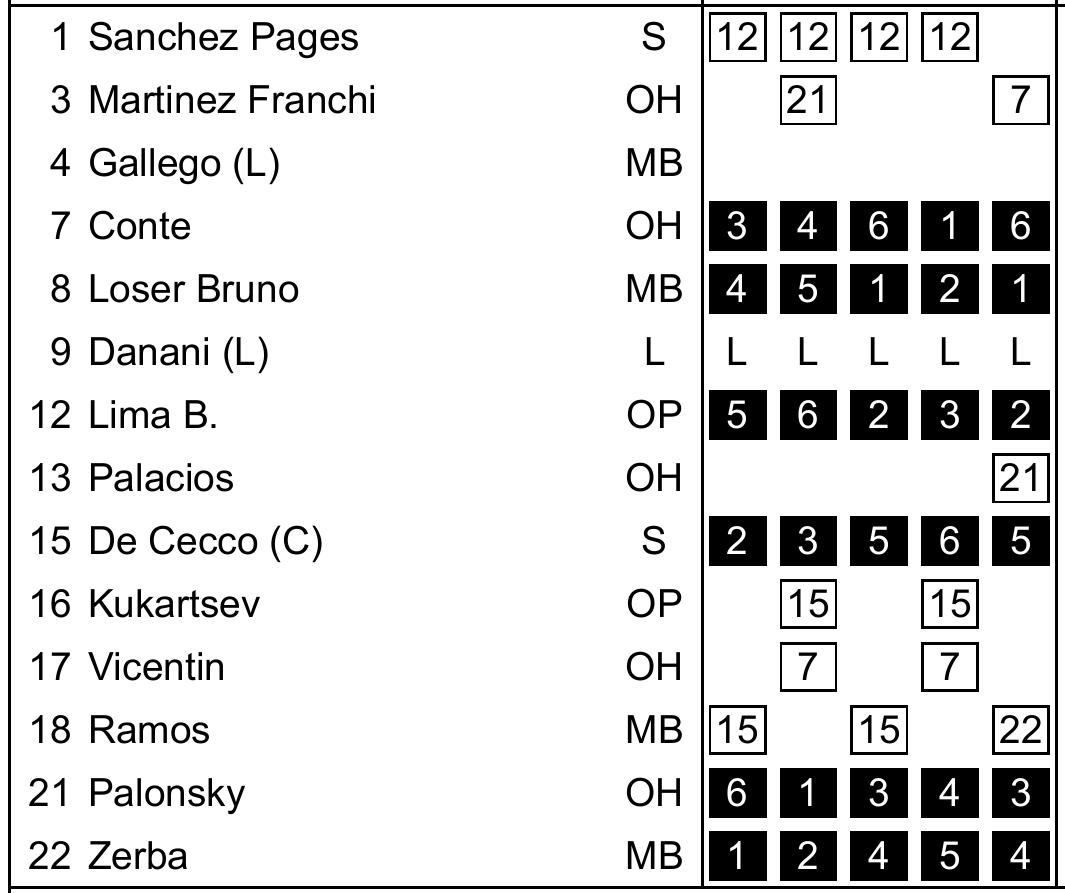 1 Sanchez Pages S 12 12 12 12
3 Martinez Franchi OH 21 7
4 Gallego (L) MB
7 Conte OH 3 4 6 1 6
8 Loser Bruno MB 4 5 1 2 1
9 Danani (L) L L L L L L
12 Lima B. OP 5 6 2 3 2
13 Palacios OH 21
15 De Cecco (C) S 2 3 5 6 5
16 Kukartsev OP 15 15
17 Vicentin OH 7 7
18 Ramos MB 15 15 22
21 Palonsky OH 6 1 3 4 3
22 Zerba MB 1 2 4 5 4